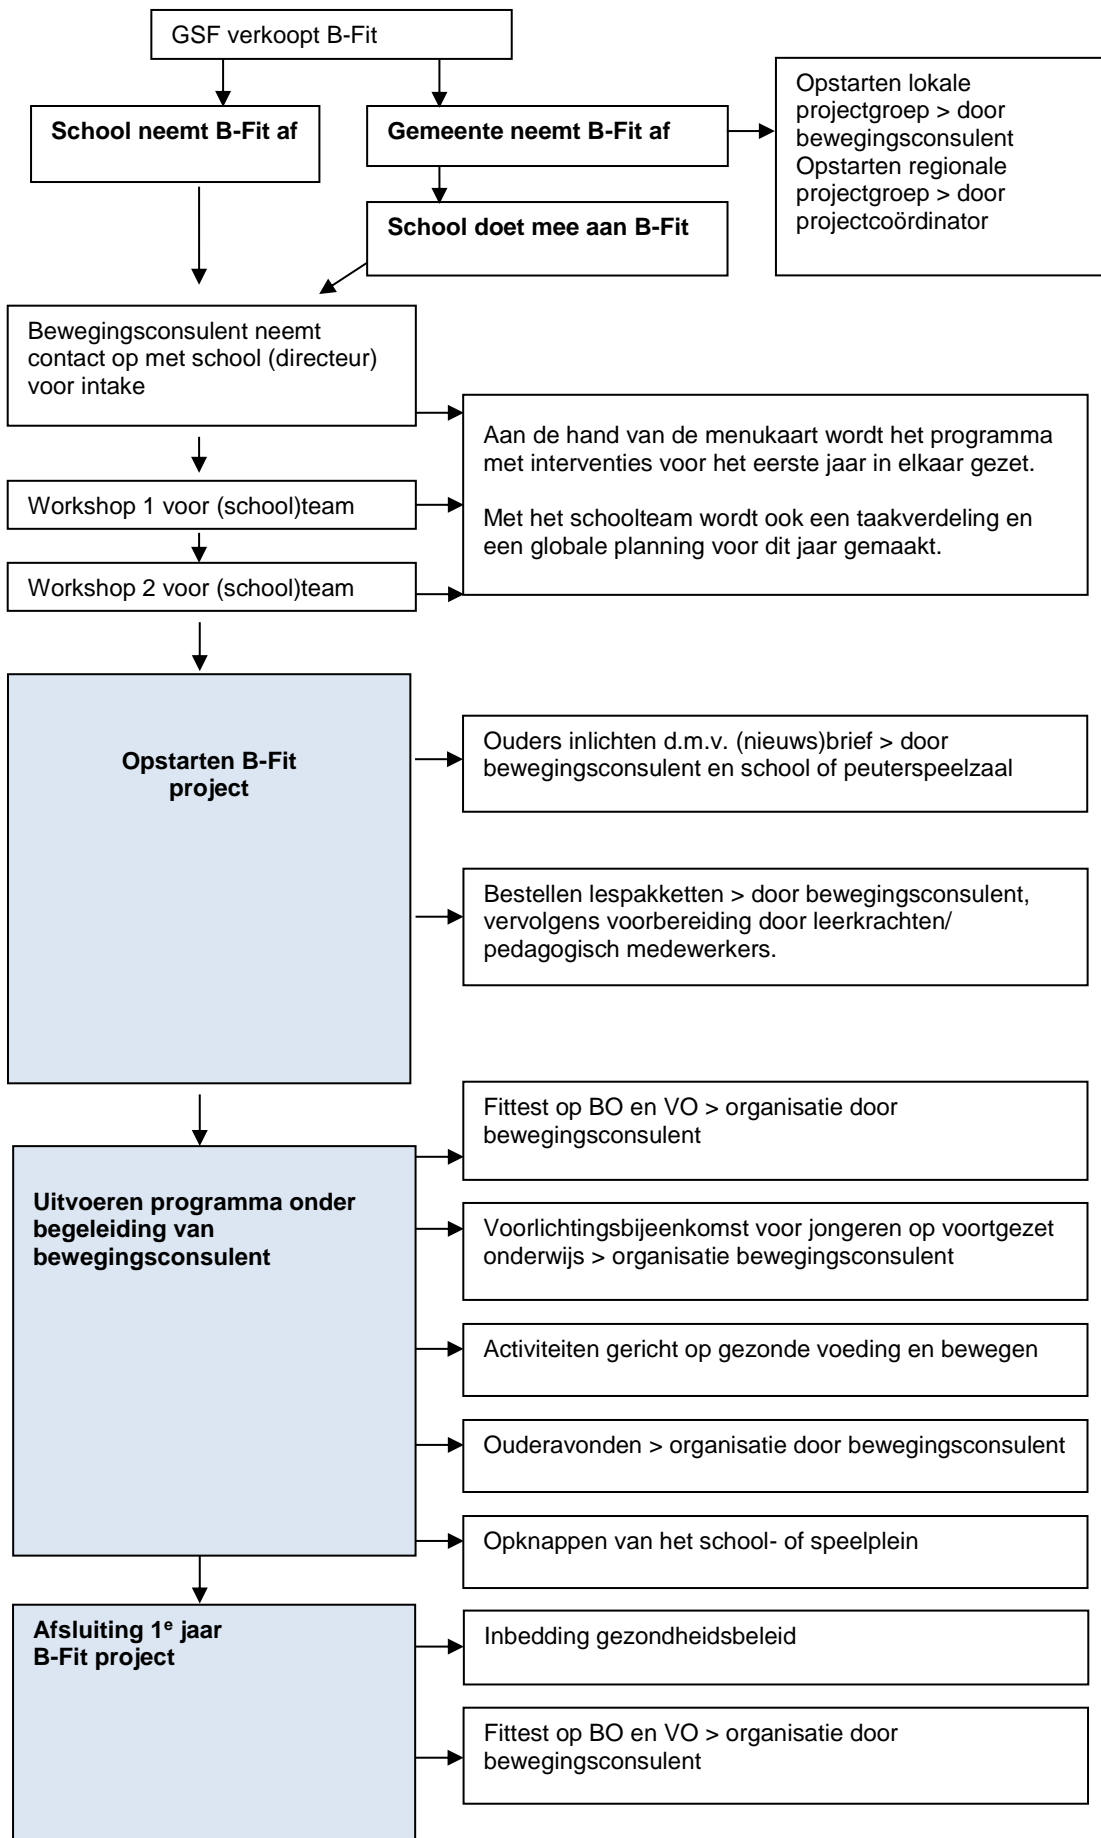 GSF verkoopt B-Fit
School neemt B-Fit af
Gemeente neemt B-Fit af
Opstarten lokale
projectgroep > door
bewegingsconsulent
Opstarten regionale
projectgroep > door
projectcoördinator
School doet mee aan B-Fit
Bewegingsconsulent neemt
contact op met school (directeur)
voor intake
Aan de hand van de menukaart wordt het programma
met interventies voor het eerste jaar in elkaar gezet.
Met het schoolteam wordt ook een taakverdeling en
een globale planning voor dit jaar gemaakt.
Workshop 1 voor (school)team
Workshop 2 voor (school)team
Opstarten B-Fit
project
Ouders inlichten d.m.v. (nieuws)brief > door
bewegingsconsulent en school of peuterspeelzaal
Bestellen lespakketten > door bewegingsconsulent,
vervolgens voorbereiding door leerkrachten/
pedagogisch medewerkers.
Uitvoeren programma onder
begeleiding van
bewegingsconsulent
Fittest op BO en VO > organisatie door
bewegingsconsulent
Voorlichtingsbijeenkomst voor jongeren op voortgezet
onderwijs > organisatie bewegingsconsulent
Activiteiten gericht op gezonde voeding en bewegen
Ouderavonden > organisatie door bewegingsconsulent
Opknappen van het school- of speelplein
Afsluiting 1e jaar
B-Fit project
Inbedding gezondheidsbeleid
Fittest op BO en VO > organisatie door
bewegingsconsulent